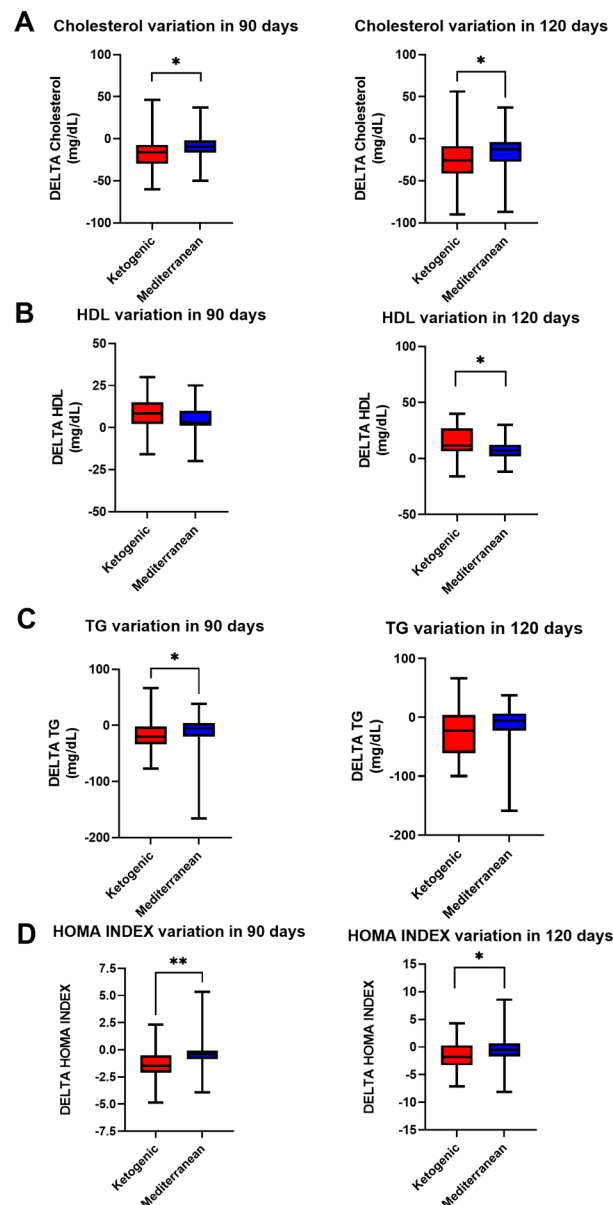 A
Cholesterol variation in 90 days
Cholesterol variation in 120 days
*
*
DELTA Cholesterol
(mg/dL)
100
50
0
-50
-100
Ketogenic
Mediterranean
DELTA Cholesterol
(mg/dL)
100
50
0
-50
-100
Ketogenic
Mediterranean
B
HDL variation in 90 days
HDL variation in 120 days
*
DELTA HDL
(mg/dL)
50
25
0
-25
-50
Ketogenic
Mediterranean
DELTA HDL
(mg/dL)
100
50
0
-50
Ketogenic
Mediterranean
C
TG variation in 90 days
TG variation in 120 days
*
DELTA TG
(mg/dL)
100
0
-100
-200
Ketogenic
Mediterranean
DELTA TG
(mg/dL)
100
0
-100
-200
Ketogenic
Mediterranean
D
HOMA INDEX variation in 90 days
HOMA INDEX variation in 120 days
**
*
DELTA HOMA INDEX
7.5
5.0
2.5
0.0
-2.5
-5.0
-7.5
Ketogenic
Mediterranean
DELTA HOMA INDEX
15
10
5
0
-5
-10
-15
Ketogenic
Mediterranean